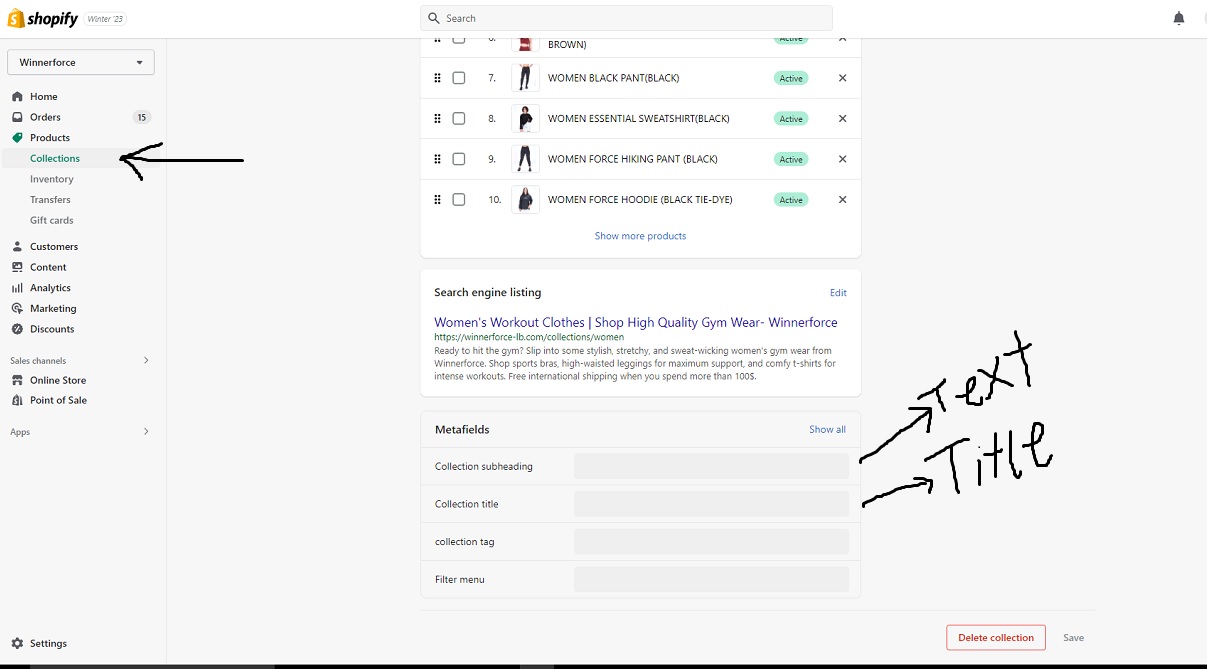 shopify Winter '23
Search
Winnerforce
Home
Orders 15
Products
Collections
Inventory
Transfers
Gift cards
Customers
Content
Analytics
Marketing
Discounts
Sales channels
Online Store
Point of Sale
Apps
Settings
BROWN)
7. WOMEN BLACK PANT(BLACK) Active
8. WOMEN ESSENTIAL SWEATSHIRT(BLACK) Active
9. WOMEN FORCE HIKING PANT (BLACK) Active
10. WOMEN FORCE HOODIE (BLACK TIE-DYE) Active
Show more products
Search engine listing Edit
Women's Workout Clothes | Shop High Quality Gym Wear- Winnerforce
https://winnerforce-lb.com/collections/women
Ready to hit the gym? Slip into some stylish, stretchy, and sweat-wicking women's gym wear from
Winnerforce. Shop sports bras, high-waisted leggings for maximum support, and comfy t-shirts for
intense workouts. Free international shipping when you spend more than 100$.
Metafields Show all
Collection subheading
Collection title
collection tag
Filter menu
Text
Title
Delete collection Save